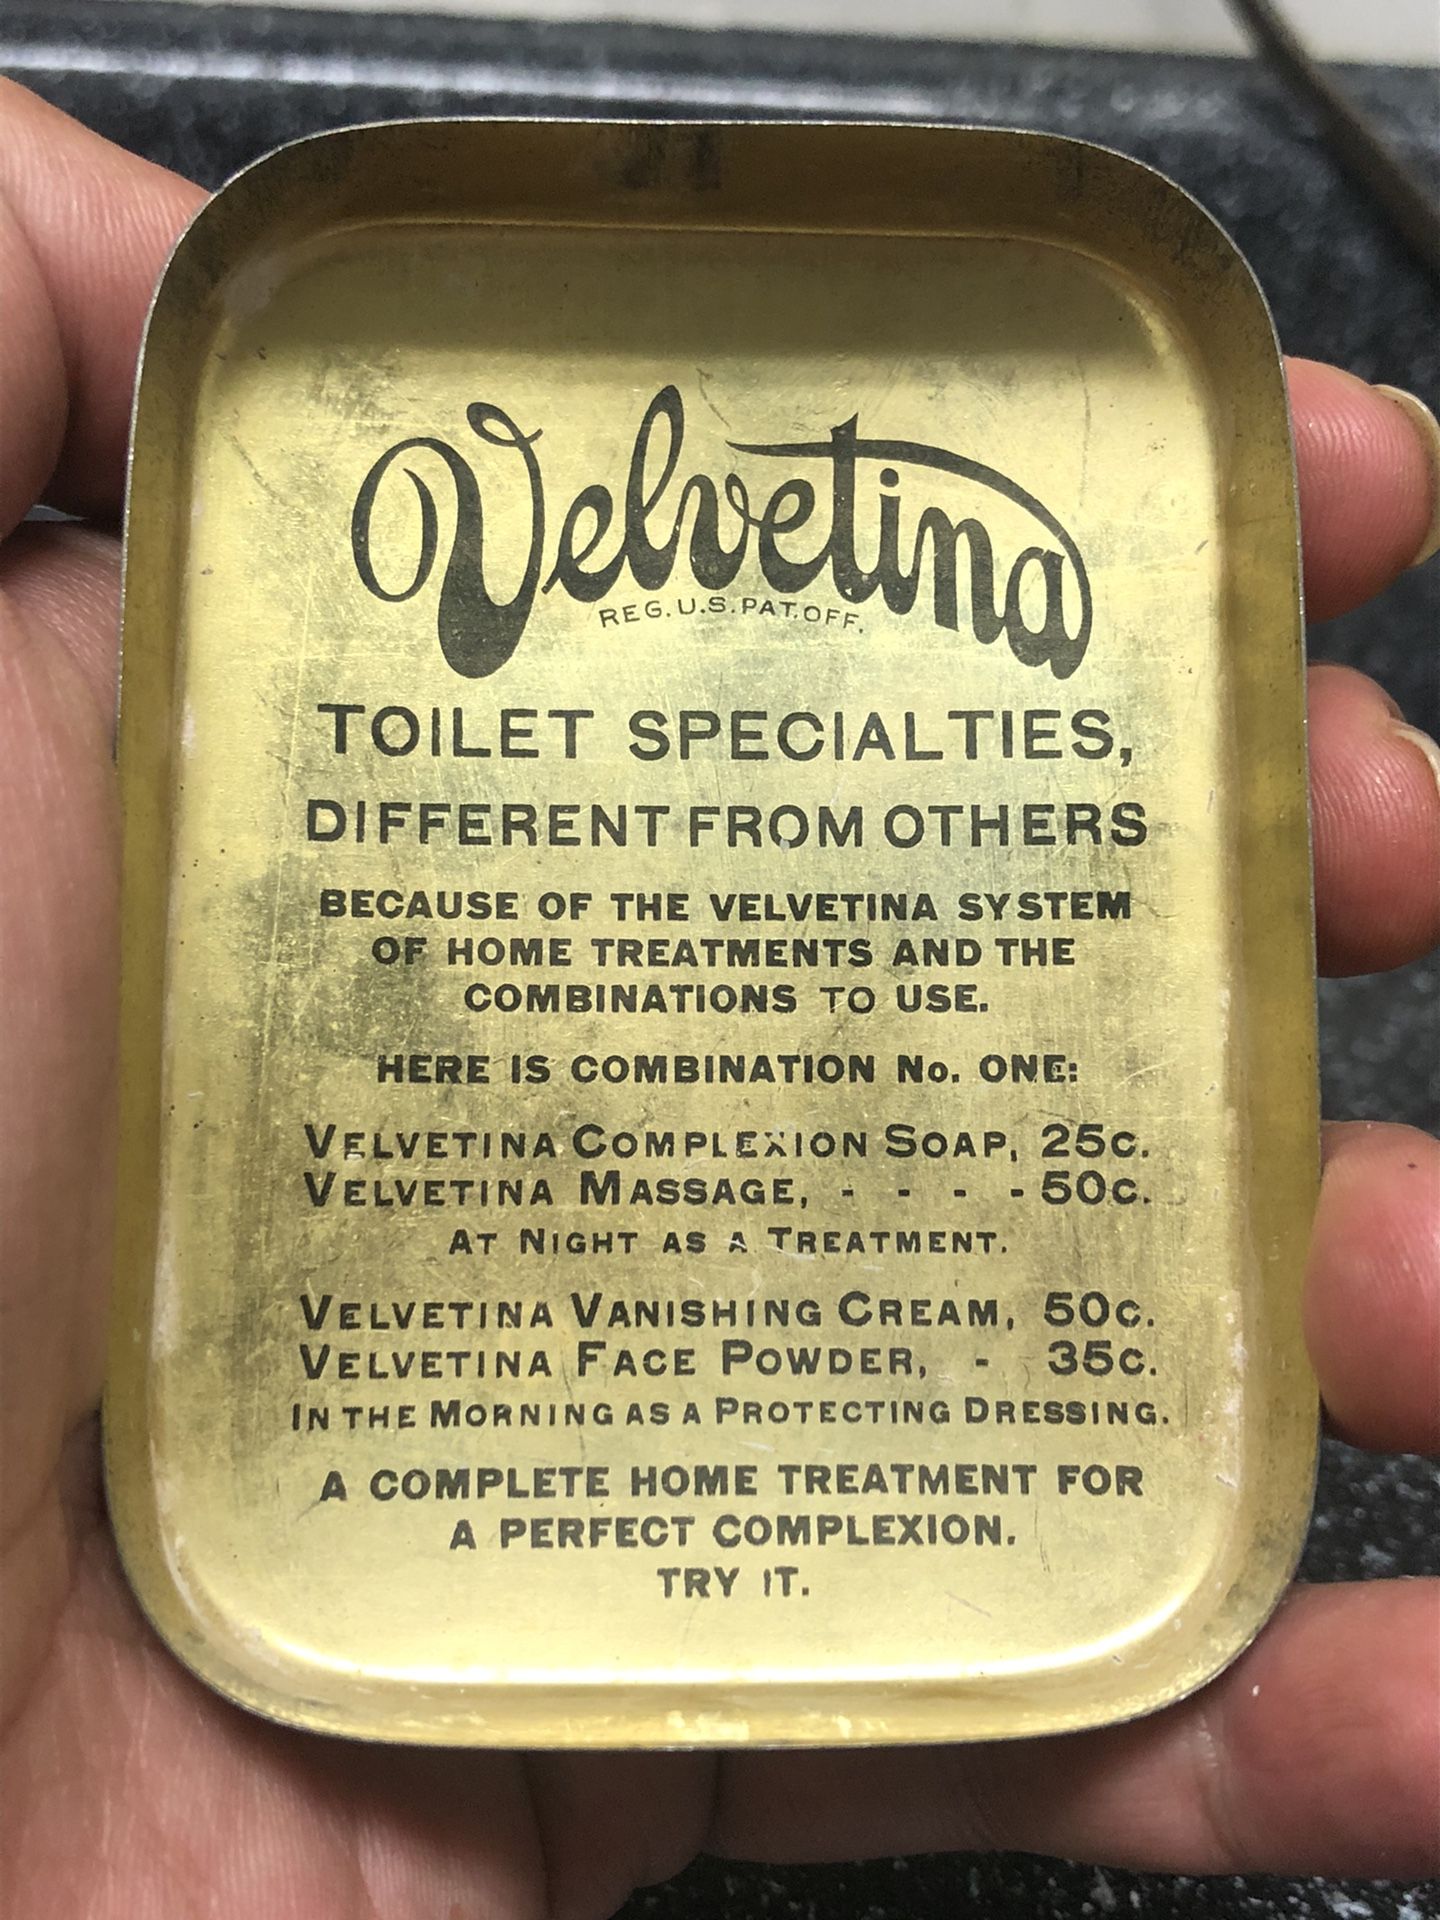 Velvetina
REG. U.S. PAT. OFF.
TOILET SPECIALTIES,
DIFFERENT FROM OTHERS
BECAUSE OF THE VELVETINA SYSTEM
OF HOME TREATMENTS AND THE
COMBINATIONS TO USE.
HERE IS COMBINATION No. ONE:
VELVETINA COMPLEXION SOAP, 25C.
VELVETINA MASSAGE, - - - - 50C.
AT NIGHT AS A TREATMENT.
VELVETINA VANISHING CREAM, 50C.
VELVETINA FACE POWDER, - 35C.
IN THE MORNING AS A PROTECTING DRESSING.
A COMPLETE HOME TREATMENT FOR
A PERFECT COMPLEXION.
TRY IT.